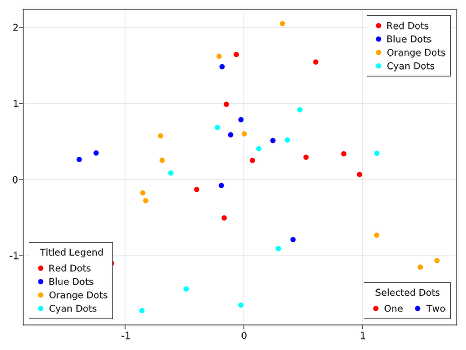 2
1
0
-1
-1
0
1
Red Dots
Blue Dots
Orange Dots
Cyan Dots
Titled Legend
Red Dots
Blue Dots
Orange Dots
Cyan Dots
Selected Dots
One Two